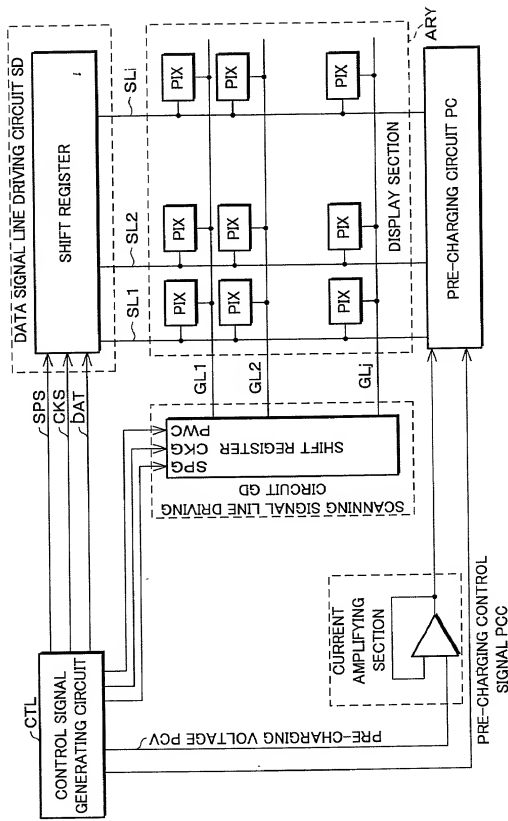 CTL
CONTROL SIGNAL
GENERATING CIRCUIT
SPS
CKS
DAT
DATA SIGNAL LINE DRIVING CIRCUIT SD
SHIFT REGISTER
SL1
SL2
SLi
SPG
CKG
PWC
SHIFT REGISTER
SCANNING SIGNAL LINE DRIVING
CIRCUIT GD
GL1
GL2
GLj
PIX
PIX
PIX
PIX
PIX
PIX
PIX
PIX
PIX
DISPLAY SECTION
ARY
PRE-CHARGING VOLTAGE PCV
CURRENT
AMPLIFYING
SECTION
PRE-CHARGING CONTROL
SIGNAL PCC
PRE-CHARGING CIRCUIT PC